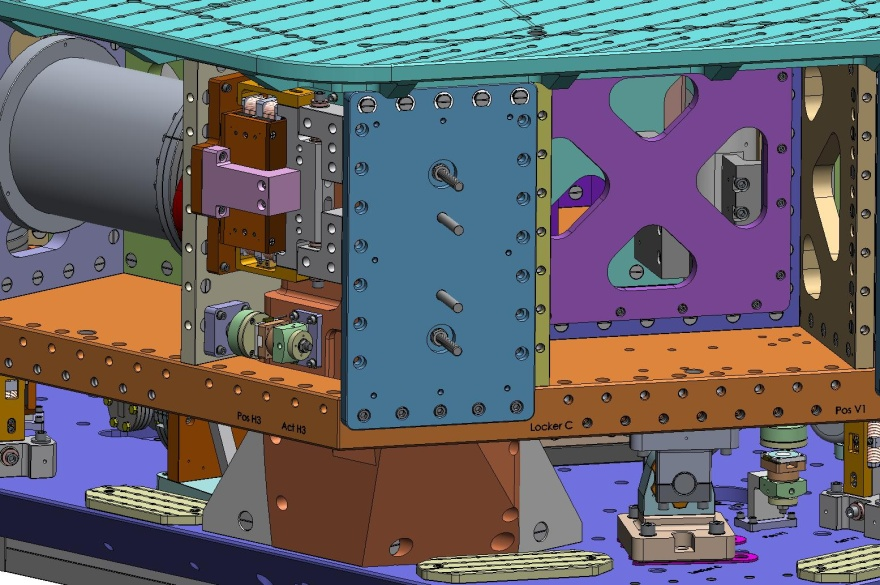 Pos H3
Act H3
Locker C
Pos V1